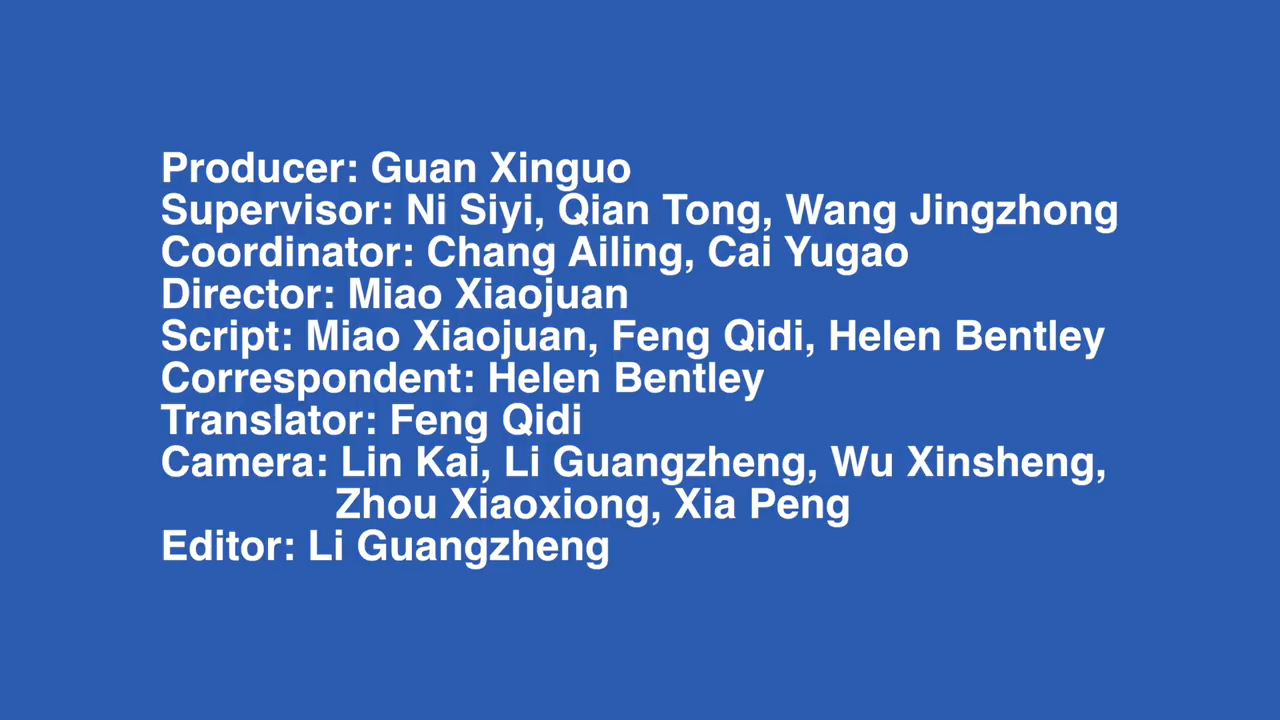 Producer: Guan Xinguo
Supervisor: Ni Siyi, Qian Tong, Wang Jingzhong
Coordinator: Chang Ailing, Cai Yugao
Director: Miao Xiaojuan
Script: Miao Xiaojuan, Feng Qidi, Helen Bentley
Correspondent: Helen Bentley
Translator: Feng Qidi
Camera: Lin Kai, Li Guangzheng, Wu Xinsheng,
Zhou Xiaoxiong, Xia Peng
Editor: Li Guangzheng